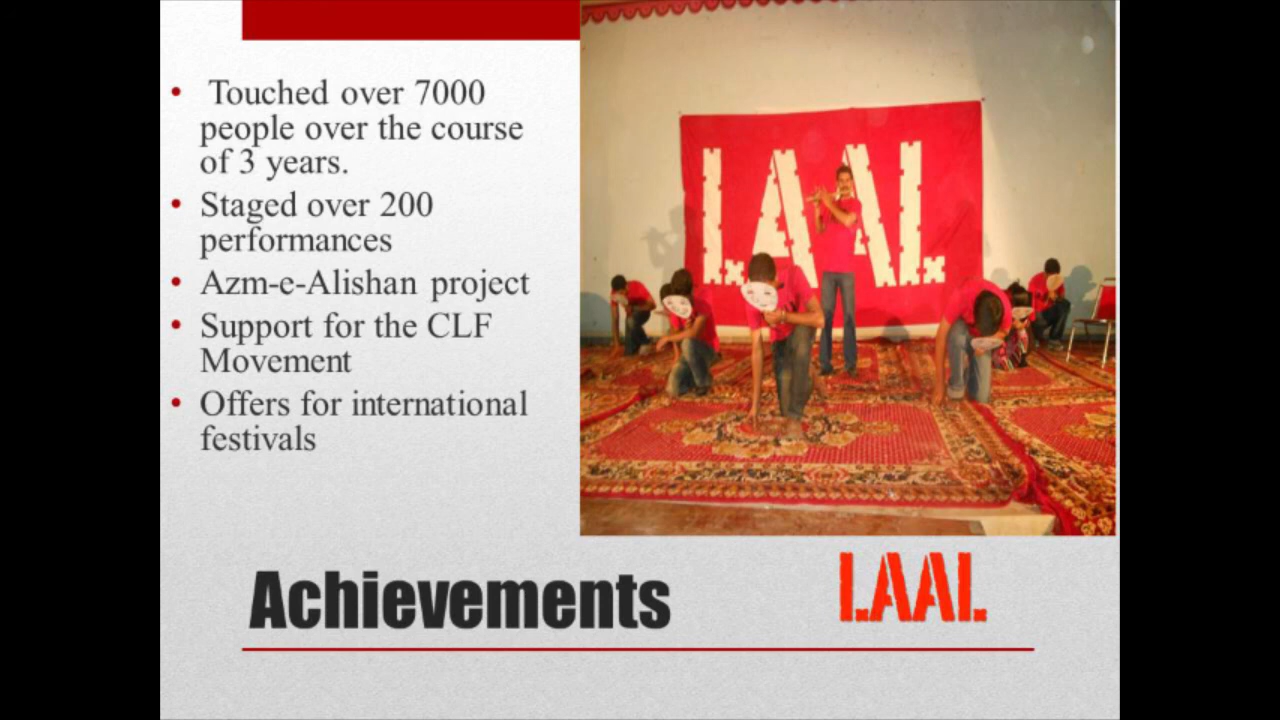 • Touched over 7000
people over the course
of 3 years.
• Staged over 200
performances
• Azm-e-Alishan project
• Support for the CLF
Movement
• Offers for international
festivals
LAAL
Achievements
LAAL